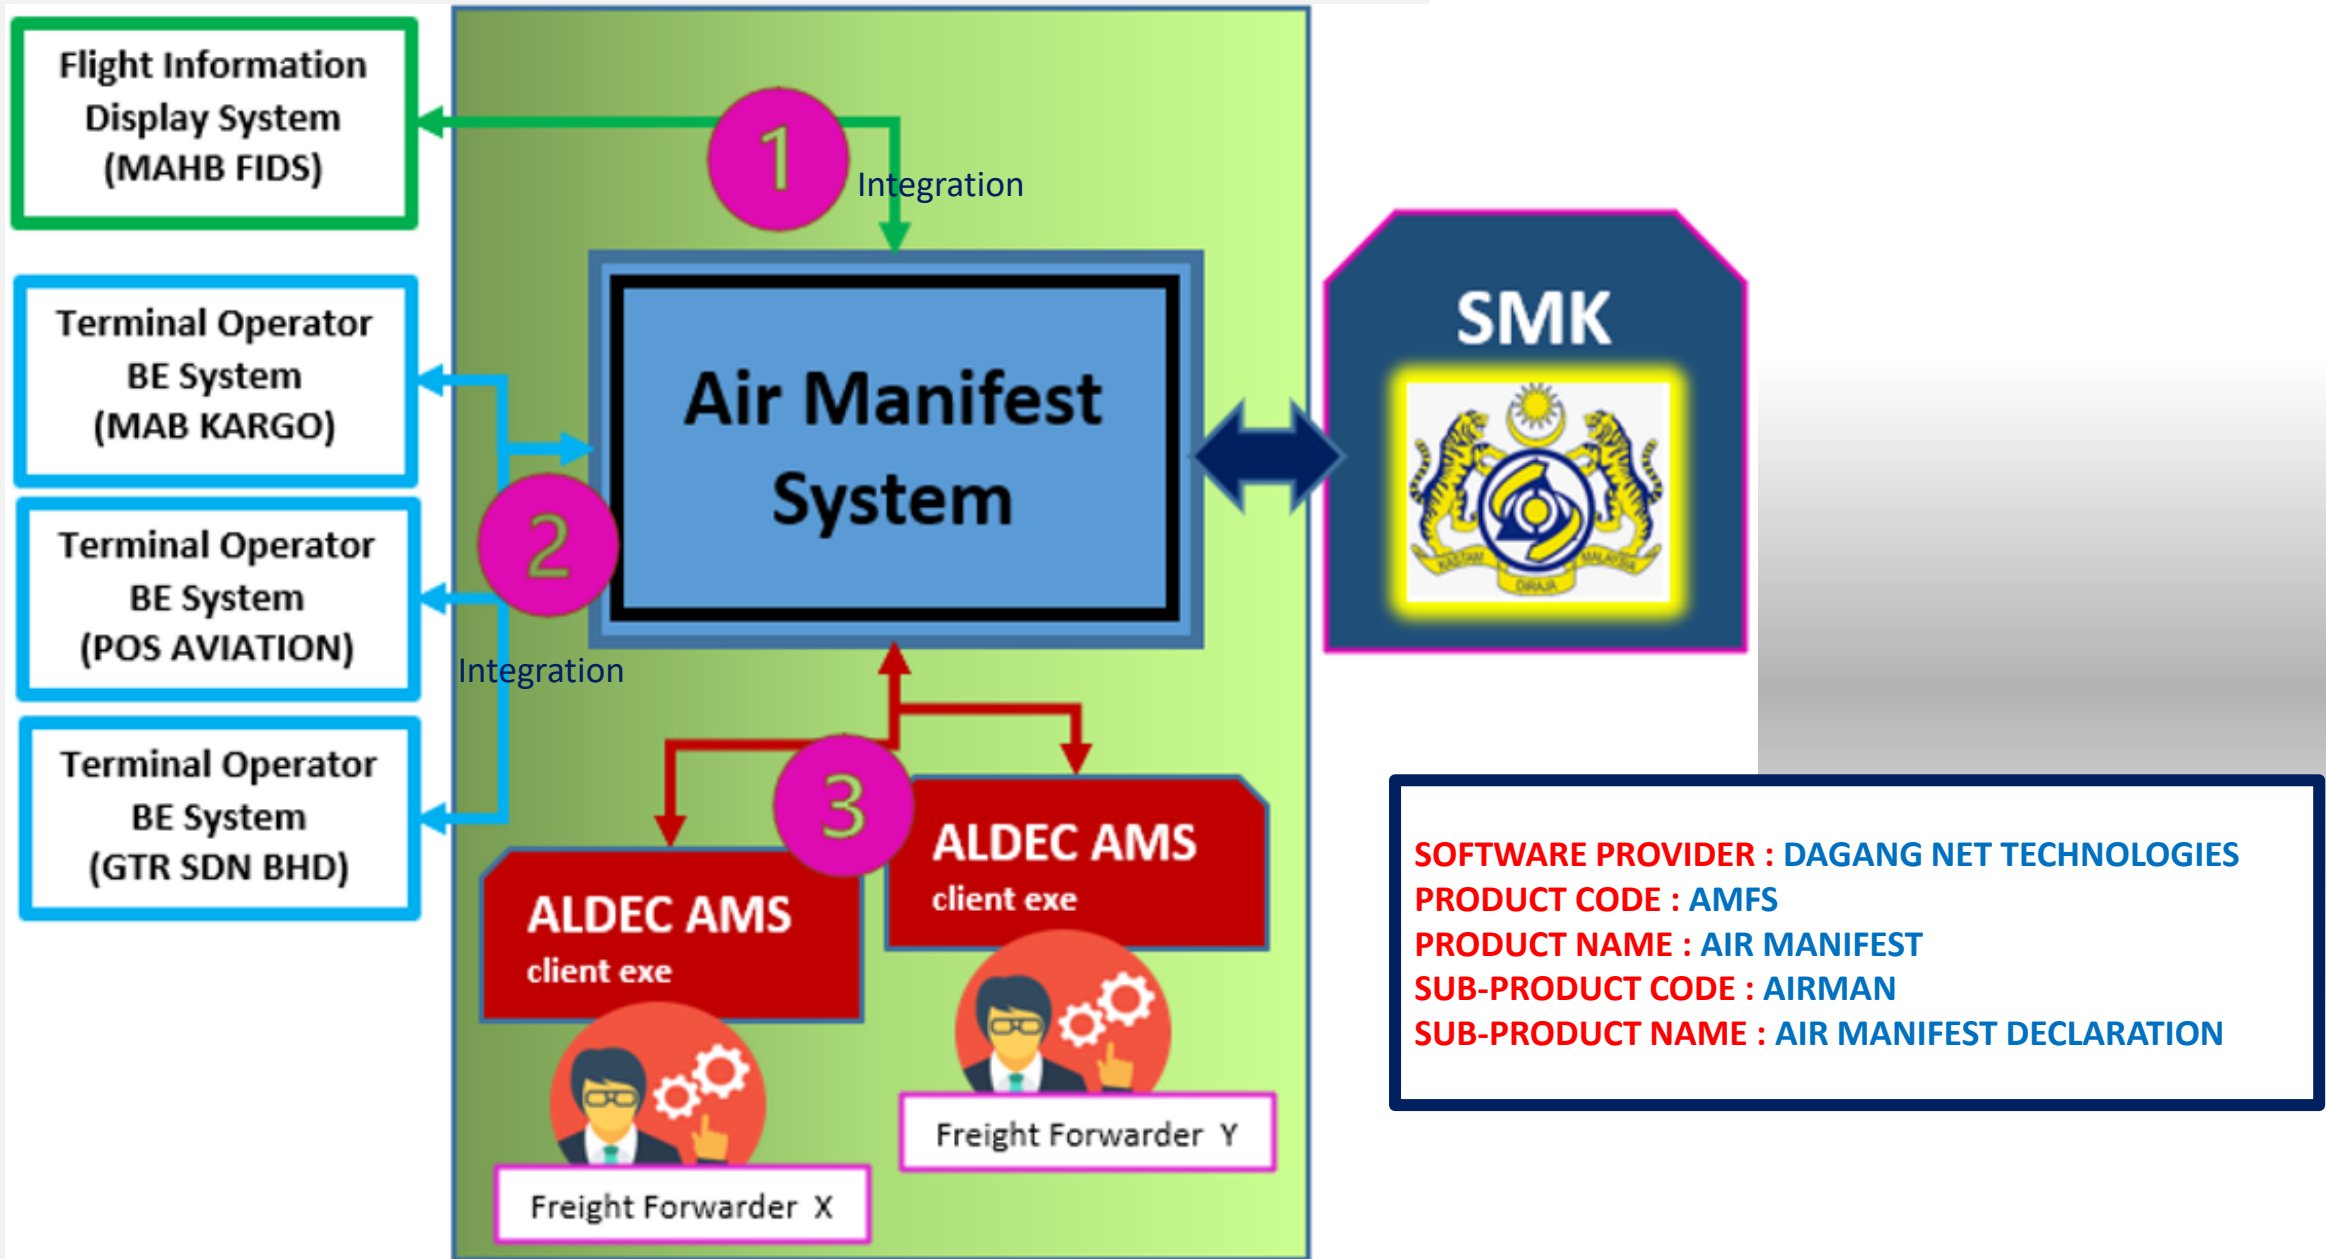 Flight Information
Display System
(MAHB FIDS)
1
Integration
Terminal Operator
BE System
(MAB KARGO)
Terminal Operator
BE System
(POS AVIATION)
Terminal Operator
BE System
(GTR SDN BHD)
2
Integration
Air Manifest
System
SMK
KASTAM
DIRAJA
MALAYSIA
3
ALDEC AMS
client exe
Freight Forwarder X
ALDEC AMS
client exe
Freight Forwarder Y
SOFTWARE PROVIDER : DAGANG NET TECHNOLOGIES
PRODUCT CODE : AMFS
PRODUCT NAME : AIR MANIFEST
SUB-PRODUCT CODE : AIRMAN
SUB-PRODUCT NAME : AIR MANIFEST DECLARATION